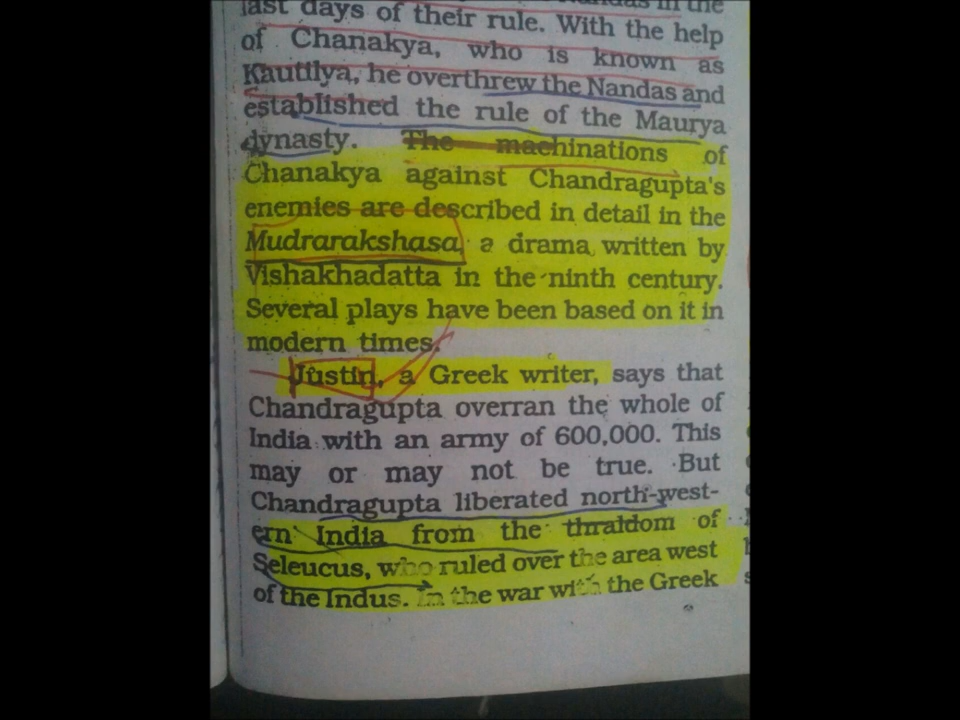 last days of their rule. With the help
of Chanakya, who is known as
Kautilya, he overthrew the Nandas and
established the rule of the Maurya
dynasty. The machinations of
Chanakya against Chandragupta's
enemies are described in detail in the
Mudrarakshasa, a drama written by
Vishakhadatta in the ninth century.
Several plays have been based on it in
modern times.
Justin, a Greek writer, says that
Chandragupta overran the whole of
India with an army of 600,000. This
may or may not be true. But
Chandragupta liberated north-west-
ern India from the thraldom of
Seleucus, who ruled over the area west
of the Indus. In the war with the Greek